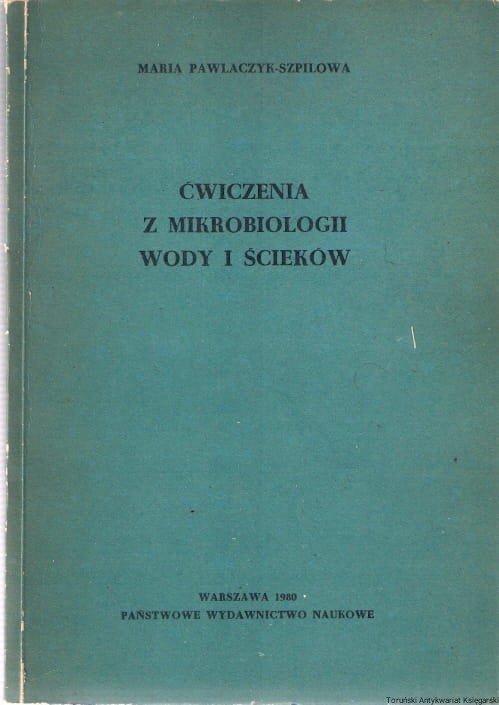 MARIA PAWLACZYK-SZPILOWA
ĆWICZENIA
Z MIKROBIOLOGII
WODY I ŚCIEKÓW
WARSZAWA 1980
PAŃSTWOWE WYDAWNICTWO NAUKOWE
Toruński Antykwariat Księgarski